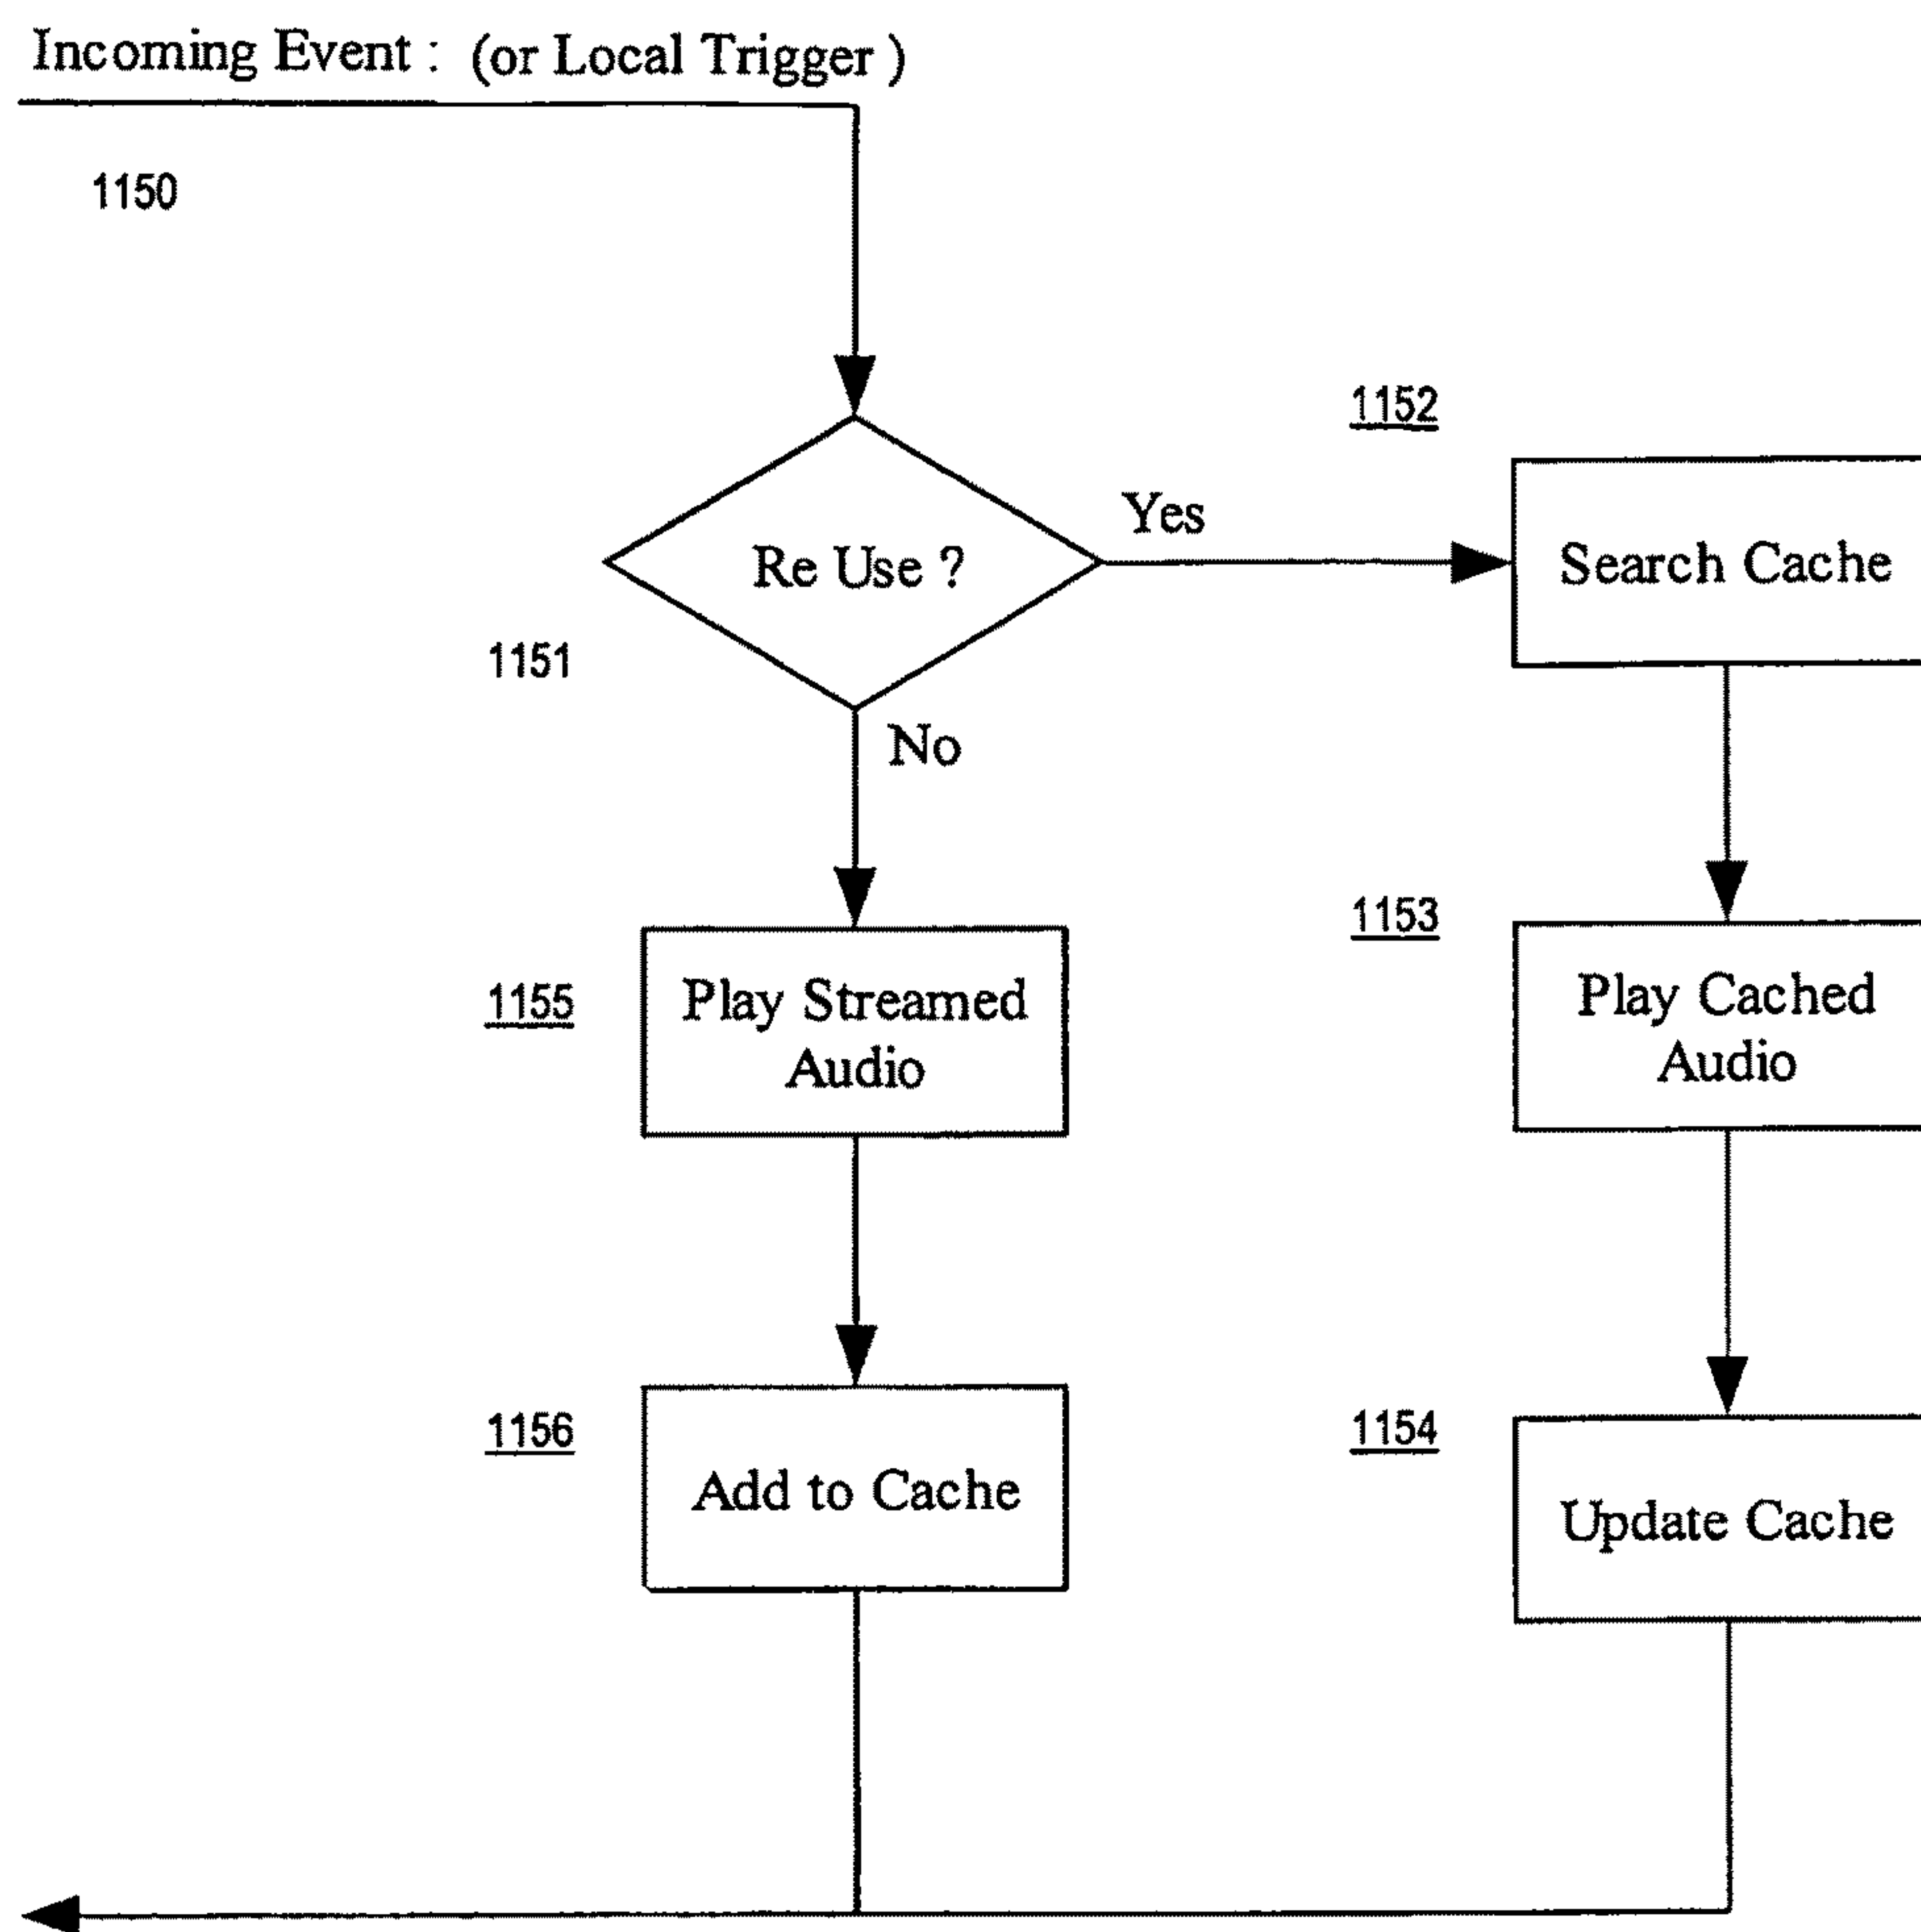 Incoming Event : (or Local Trigger )
1150
1152
Yes
Re Use ?
Search Cache
1151
No
1153
1155
Play Streamed
Audio
Play Cached
Audio
1156
Add to Cache
1154
Update Cache